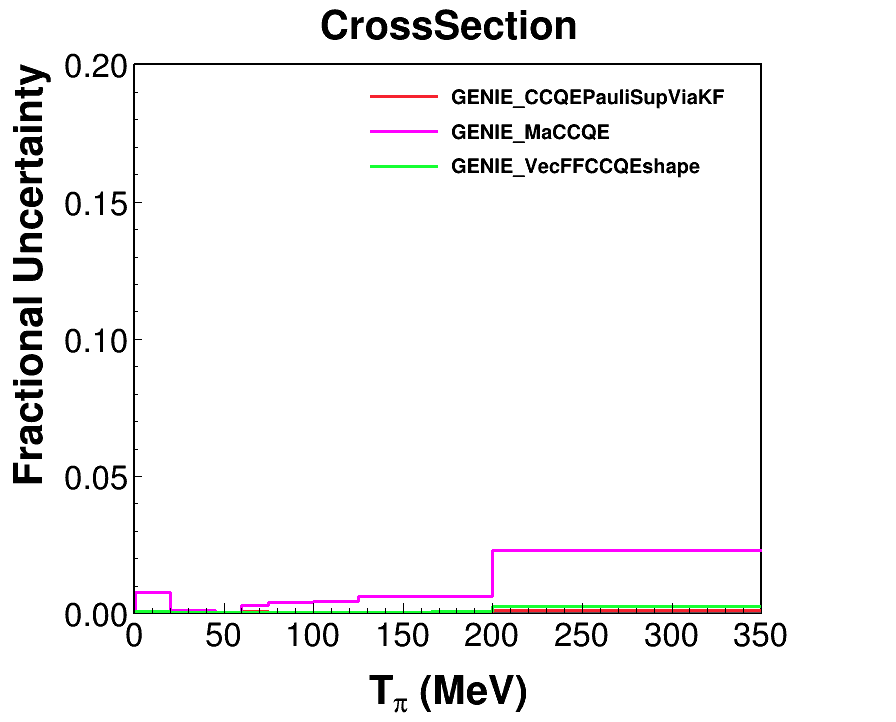 CrossSection
Fractional Uncertainty
0.20
0.15
0.10
0.05
0.00
GENIE_CCQEPauliSupViaKF
GENIE_MaCCQE
GENIE_VecFFCCQEshape
0 50 100 150 200 250 300 350
Tπ (MeV)